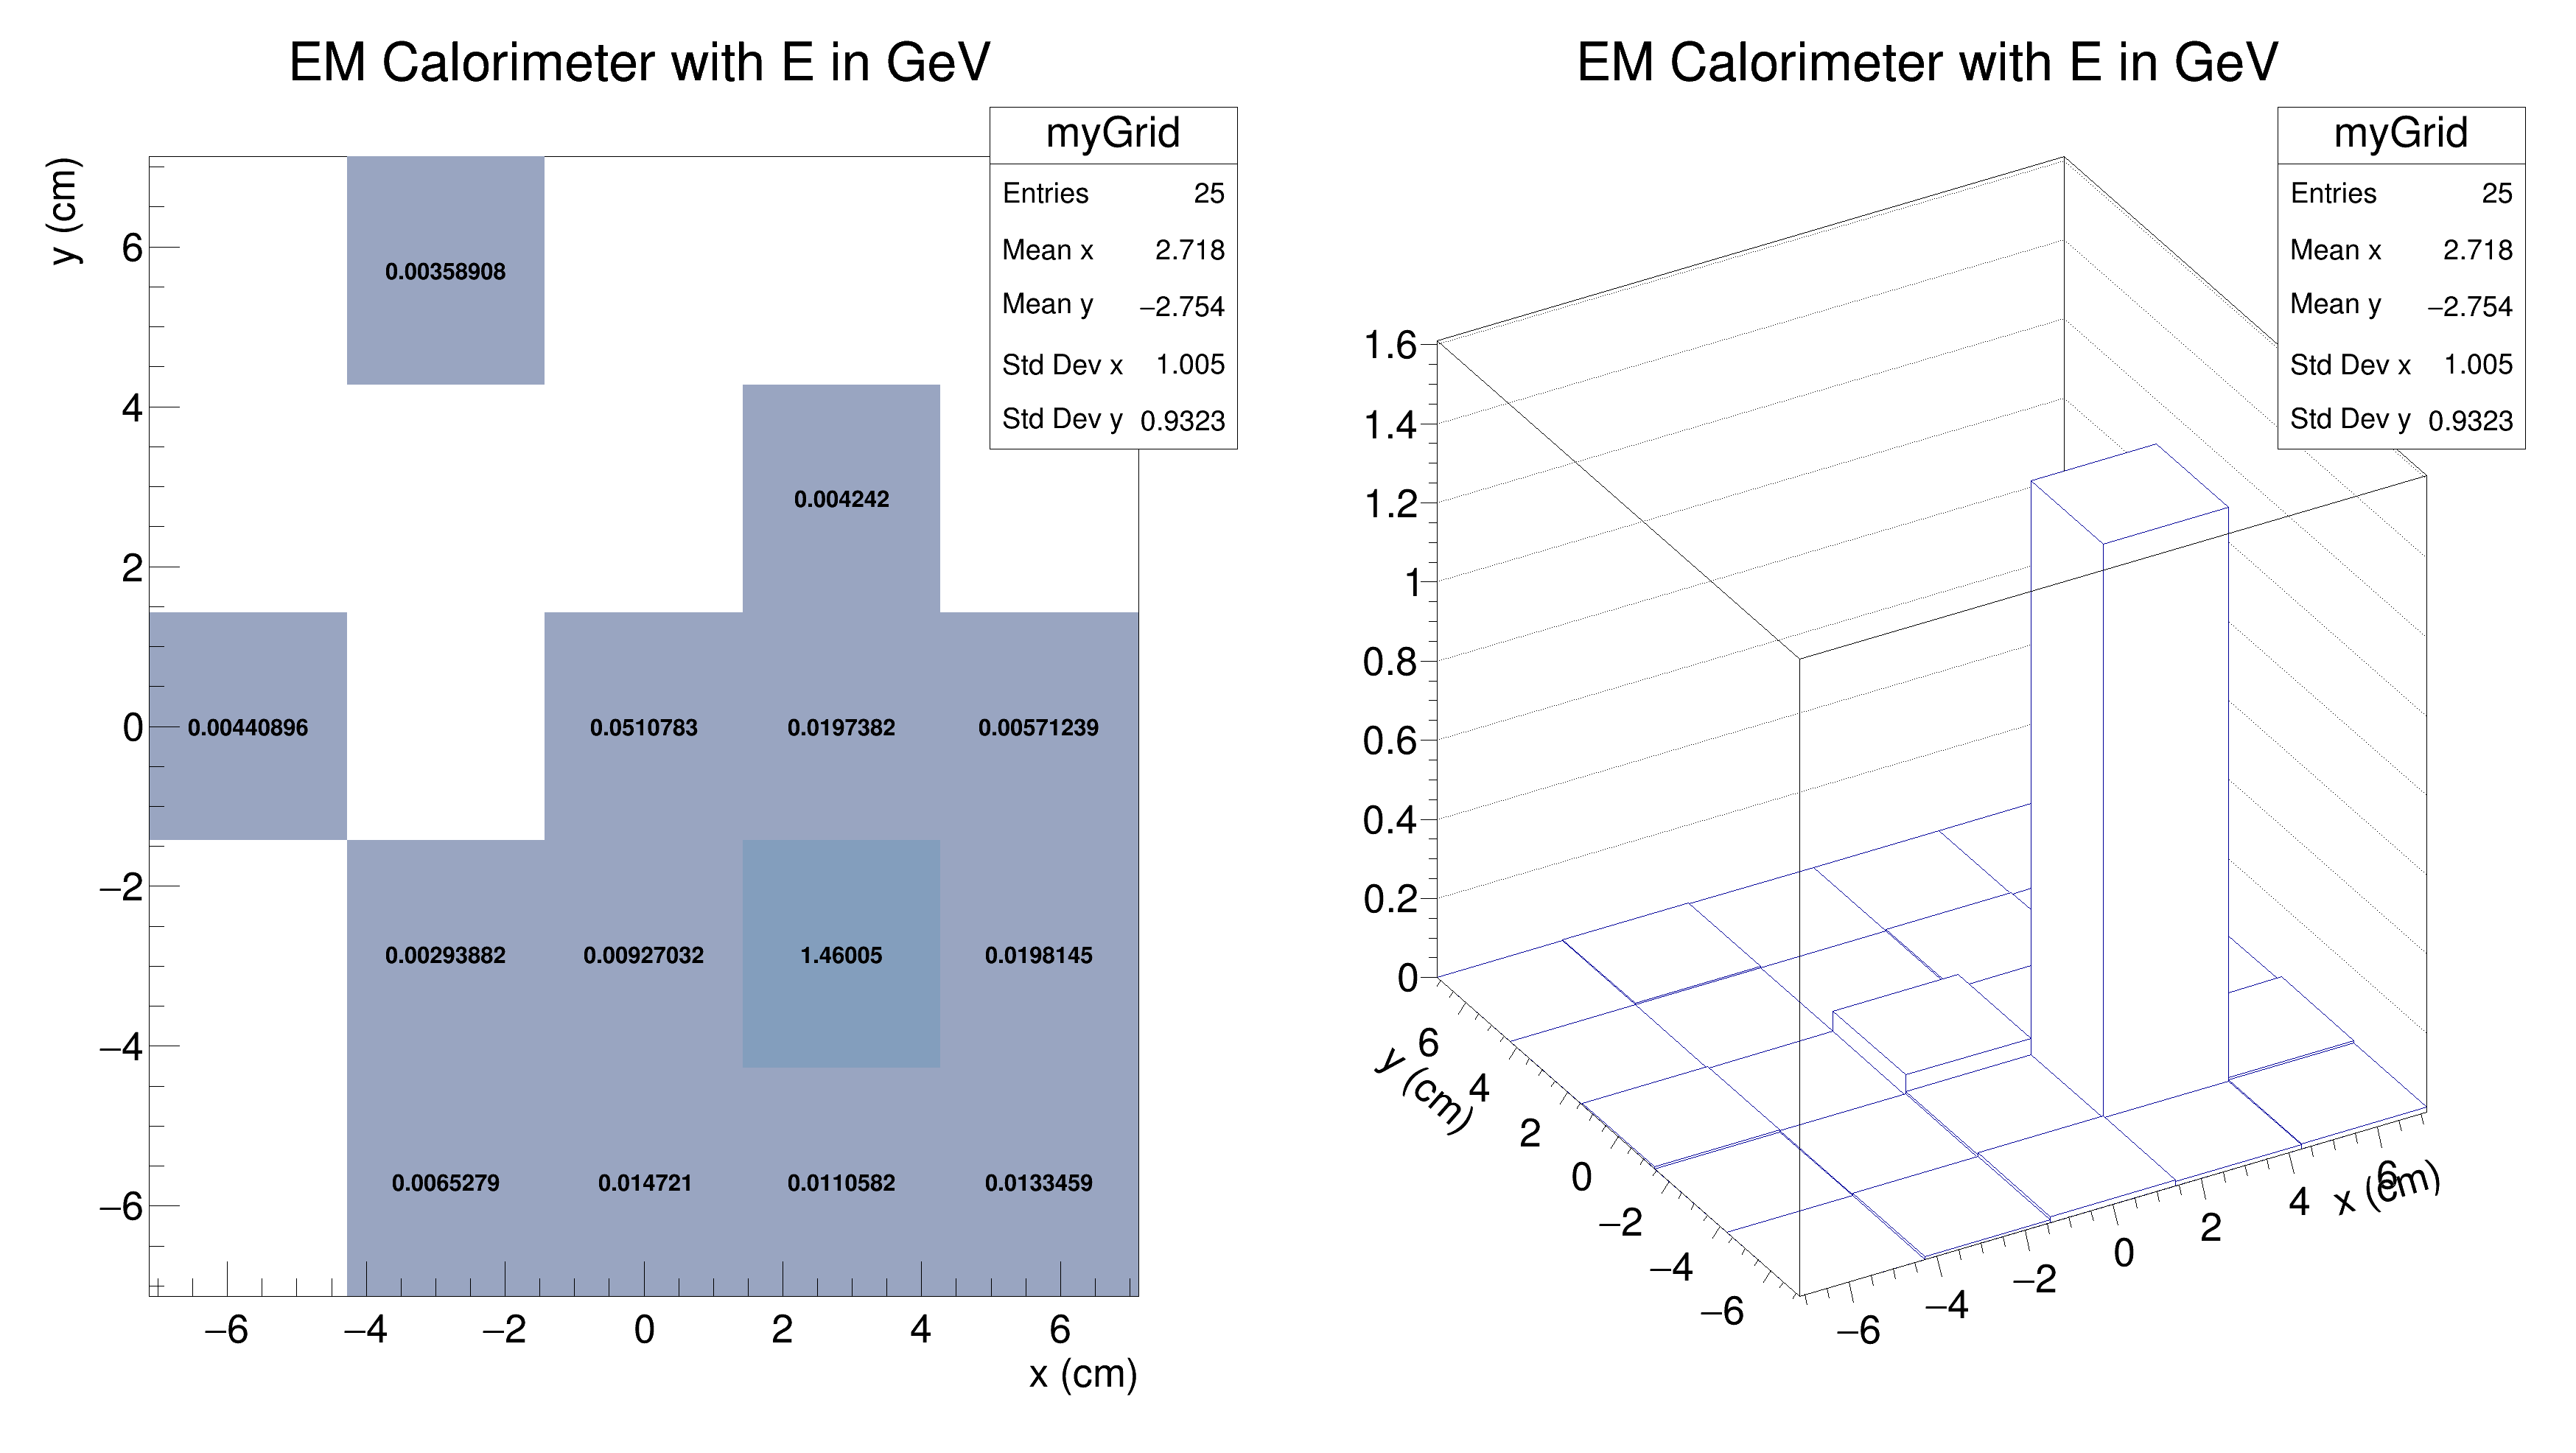 EM Calorimeter with E in GeV
myGrid
Entries 25
Mean x 2.718
Mean y −2.754
Std Dev x 1.005
Std Dev y 0.9323
y (cm)
6
4
2
0
−2
−4
−6
0.00358908
0.004242
0.00440896 0.0510783 0.0197382 0.00571239
0.00293882 0.00927032 1.46005 0.0198145
0.0065279 0.014721 0.0110582 0.0133459
−6 −4 −2 0 2 4 6
x (cm)
EM Calorimeter with E in GeV
myGrid
Entries 25
Mean x 2.718
Mean y −2.754
Std Dev x 1.005
Std Dev y 0.9323
1.6
1.4
1.2
1
0.8
0.6
0.4
0.2
0
y (cm)
6
4
2
0
−2
−4
−6
−6 −4 −2 0 2 4 6
x (cm)